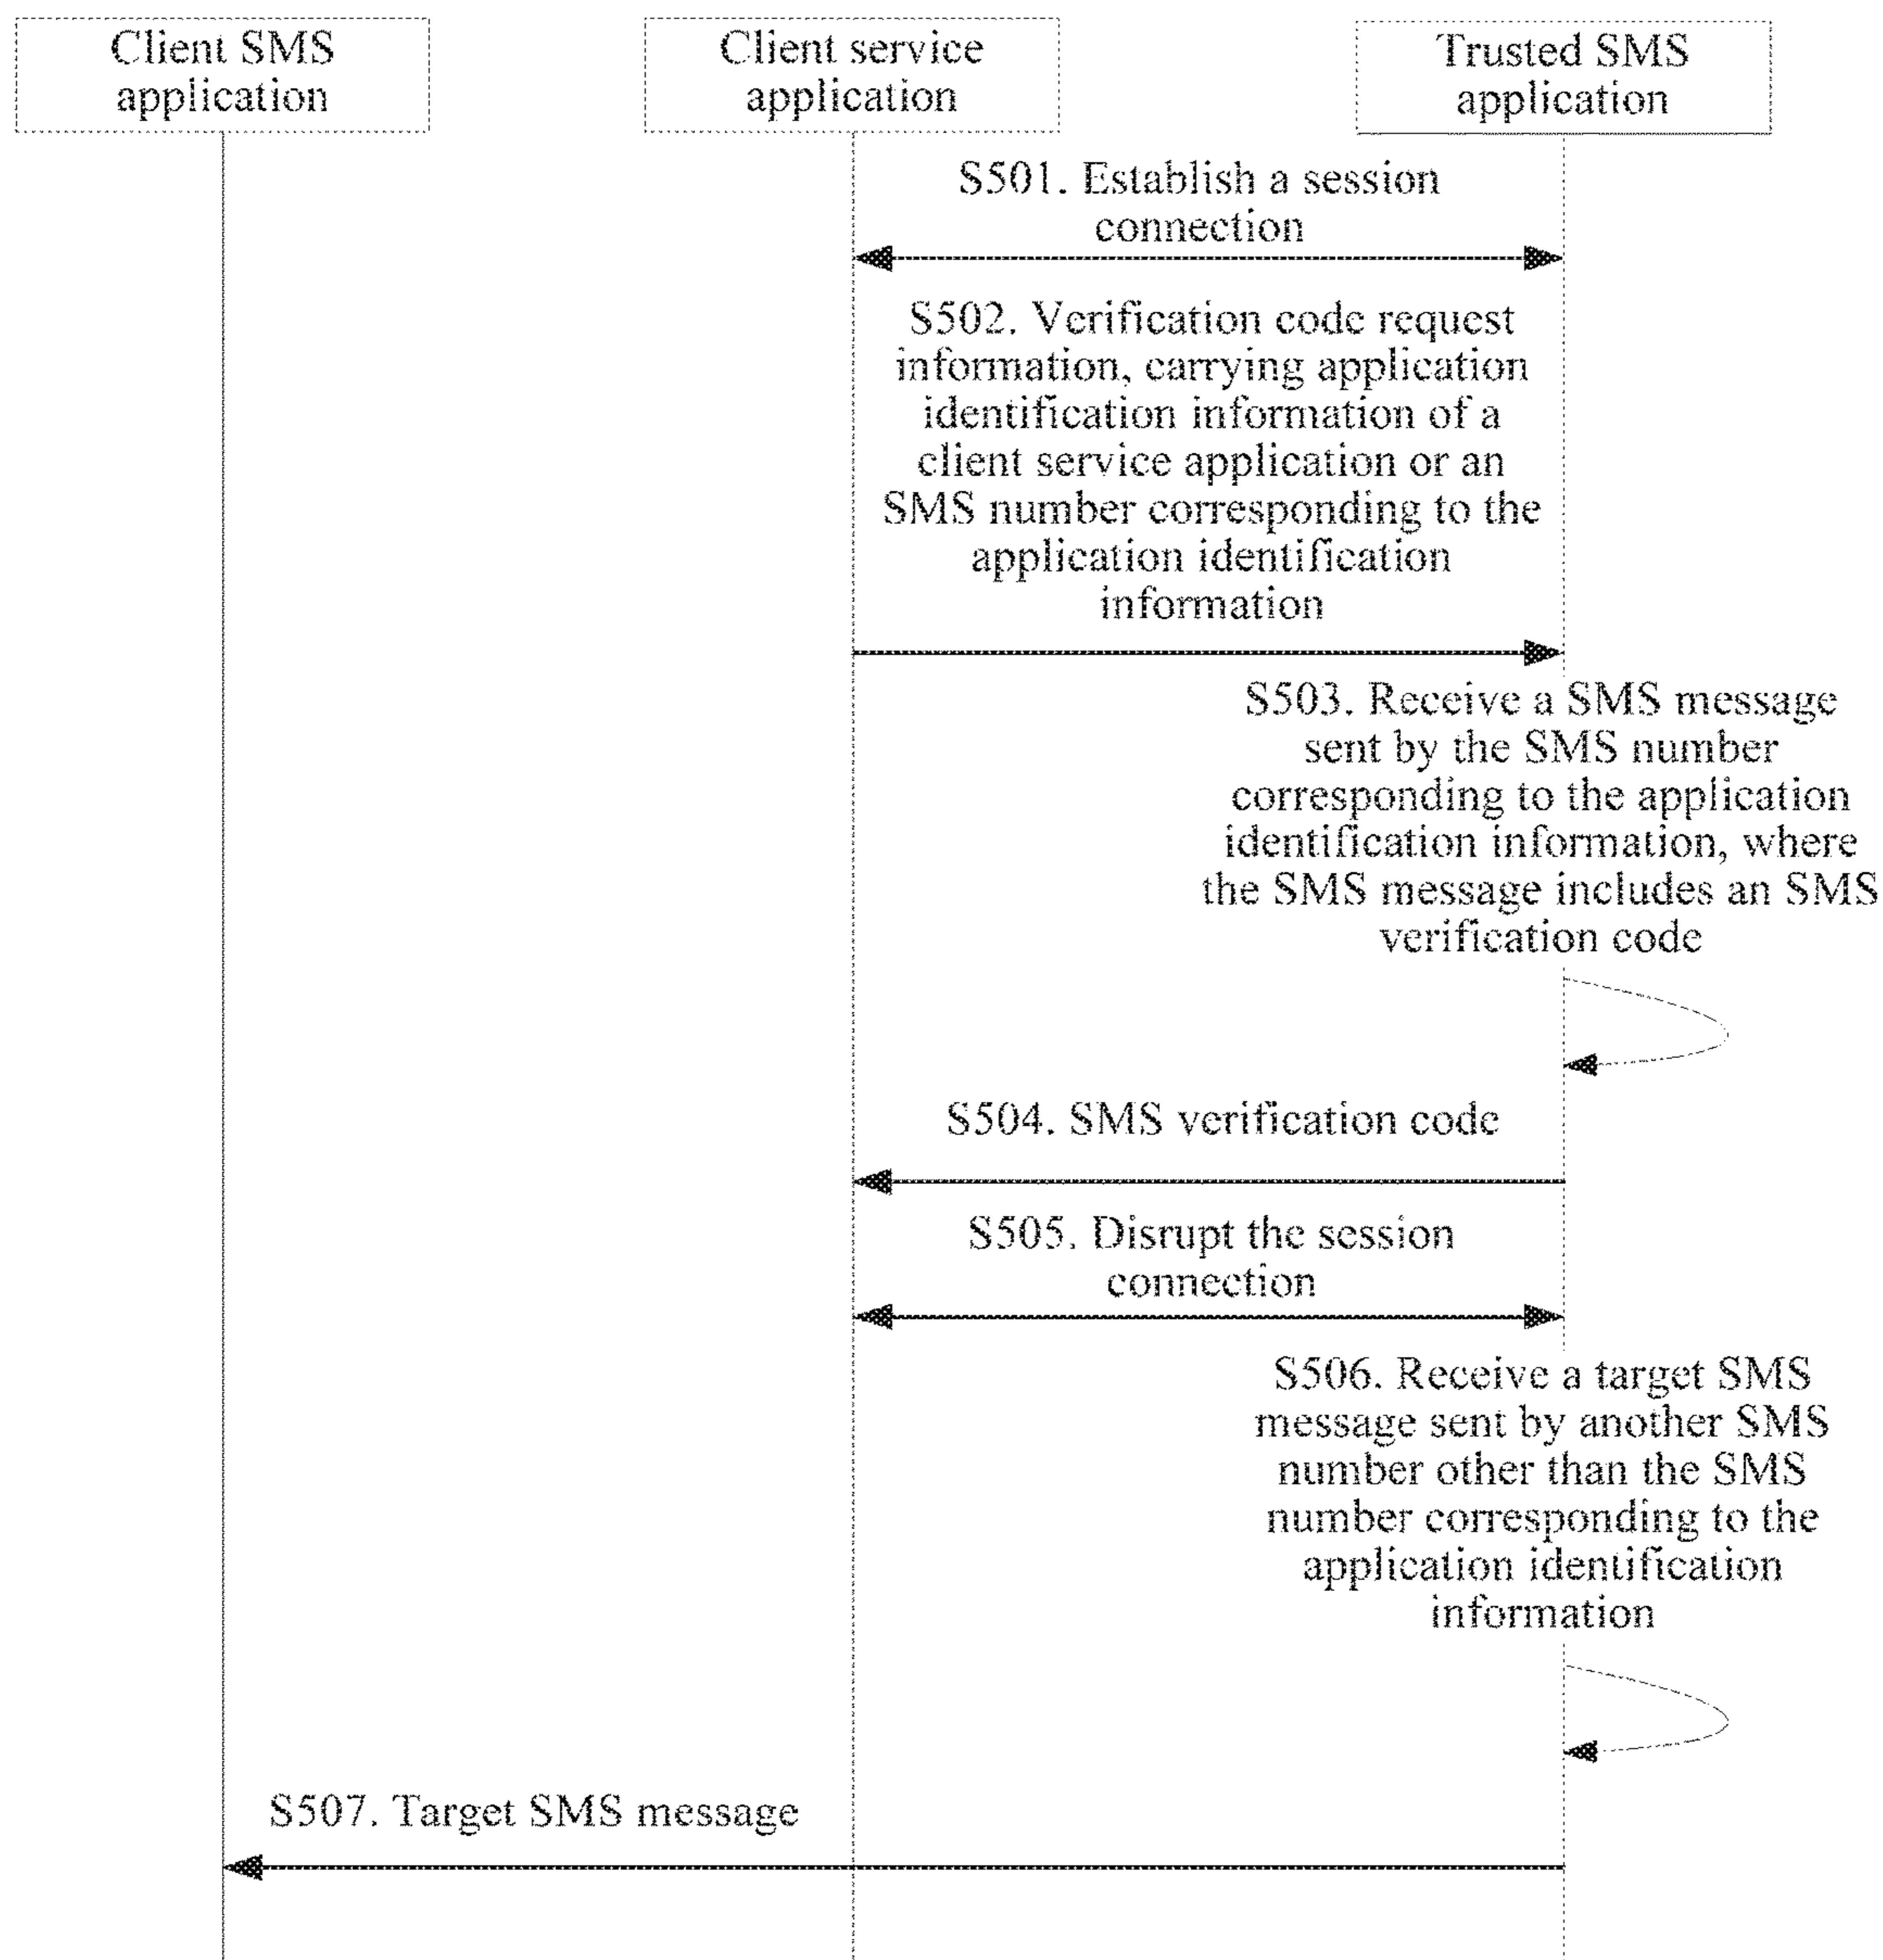 Client SMS
application
Client service
application
Trusted SMS
application
S501. Establish a session
connection
S502. Verification code request
information, carrying application
identification information of a
client service application or an
SMS number corresponding to the
application identification
information
S503. Receive a SMS message
sent by the SMS number
corresponding to the application
identification information, where
the SMS message includes an SMS
verification code
S504. SMS verification code
S505. Disrupt the session
connection
S506. Receive a target SMS
message sent by another SMS
number other than the SMS
number corresponding to the
application identification
information
S507. Target SMS message